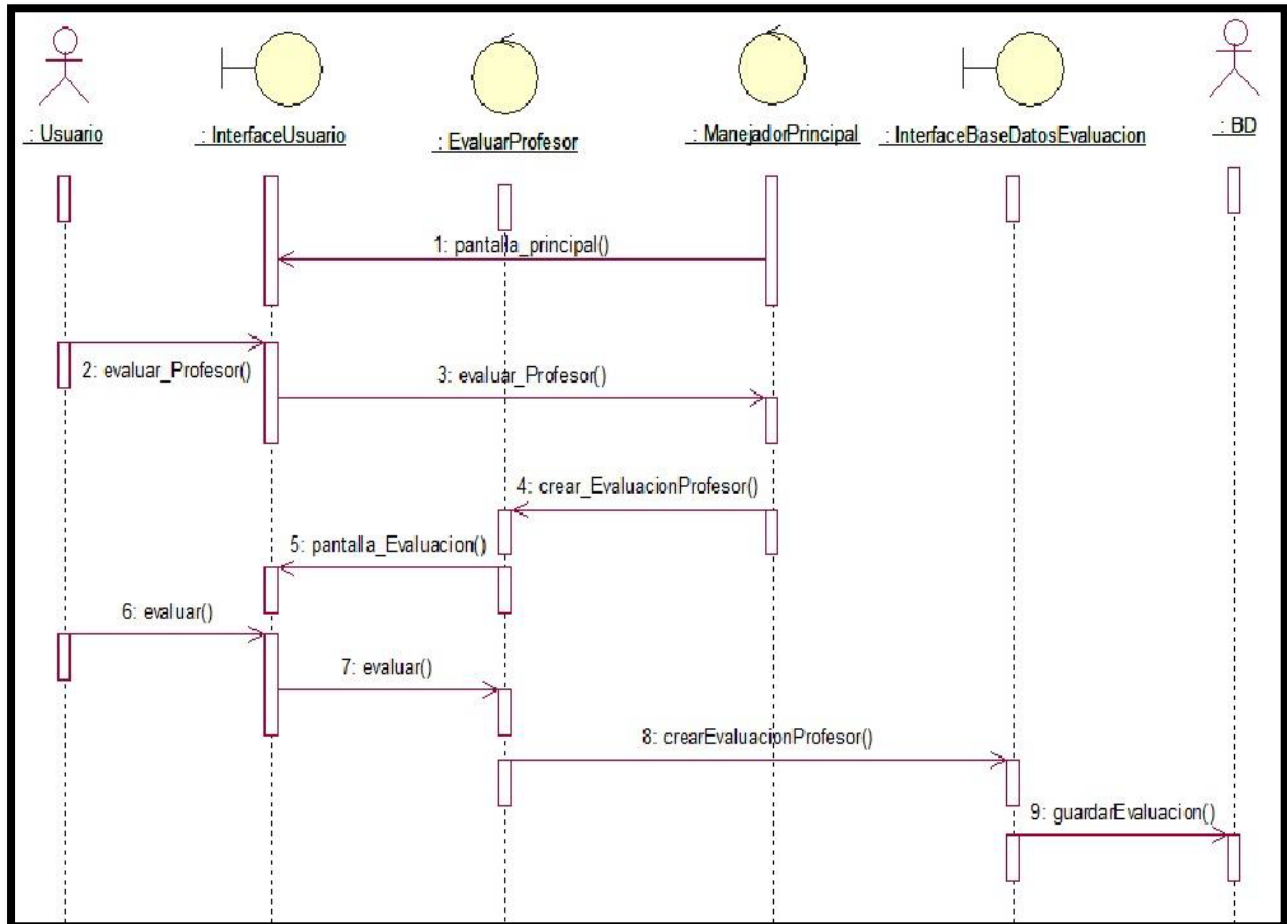 : Usuario
: InterfaceUsuario
: EvaluarProfesor
: ManejadorPrincipal
: InterfaceBaseDatosEvaluacion
: BD
1: pantalla_principal()
2: evaluar_Profesor()
3: evaluar_Profesor()
4: crear_EvaluacionProfesor()
5: pantalla_Evaluacion()
6: evaluar()
7: evaluar()
8: crearEvaluacionProfesor()
9: guardarEvaluacion()